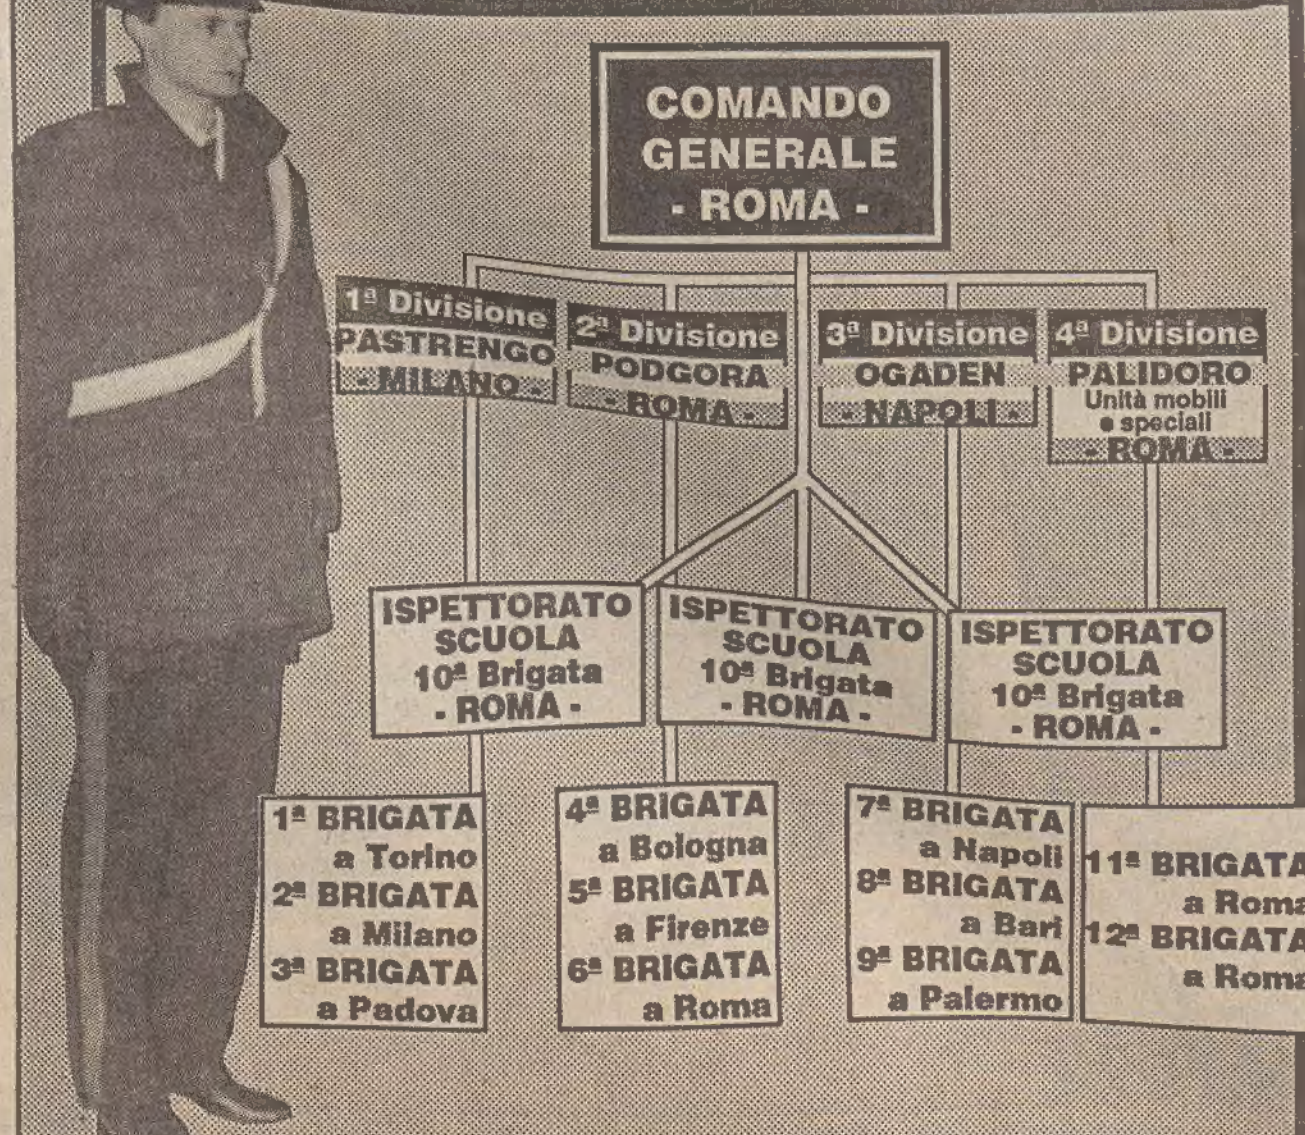 COMANDO
GENERALE
- ROMA -
1ª Divisione
PASTRENGO
- MILANO -
2ª Divisione
PODGORA
- ROMA -
3ª Divisione
OGADEN
- NAPOLI -
4ª Divisione
PALIDORO
Unità mobili
e speciali
- ROMA -
ISPETTORATO
SCUOLA
10ª Brigata
- ROMA -
ISPETTORATO
SCUOLA
10ª Brigata
- ROMA -
ISPETTORATO
SCUOLA
10ª Brigata
- ROMA -
1ª BRIGATA
a Torino
2ª BRIGATA
a Milano
3ª BRIGATA
a Padova
4ª BRIGATA
a Bologna
5ª BRIGATA
a Firenze
6ª BRIGATA
a Roma
7ª BRIGATA
a Napoli
8ª BRIGATA
a Bari
9ª BRIGATA
a Palermo
11ª BRIGATA
a Roma
12ª BRIGATA
a Roma